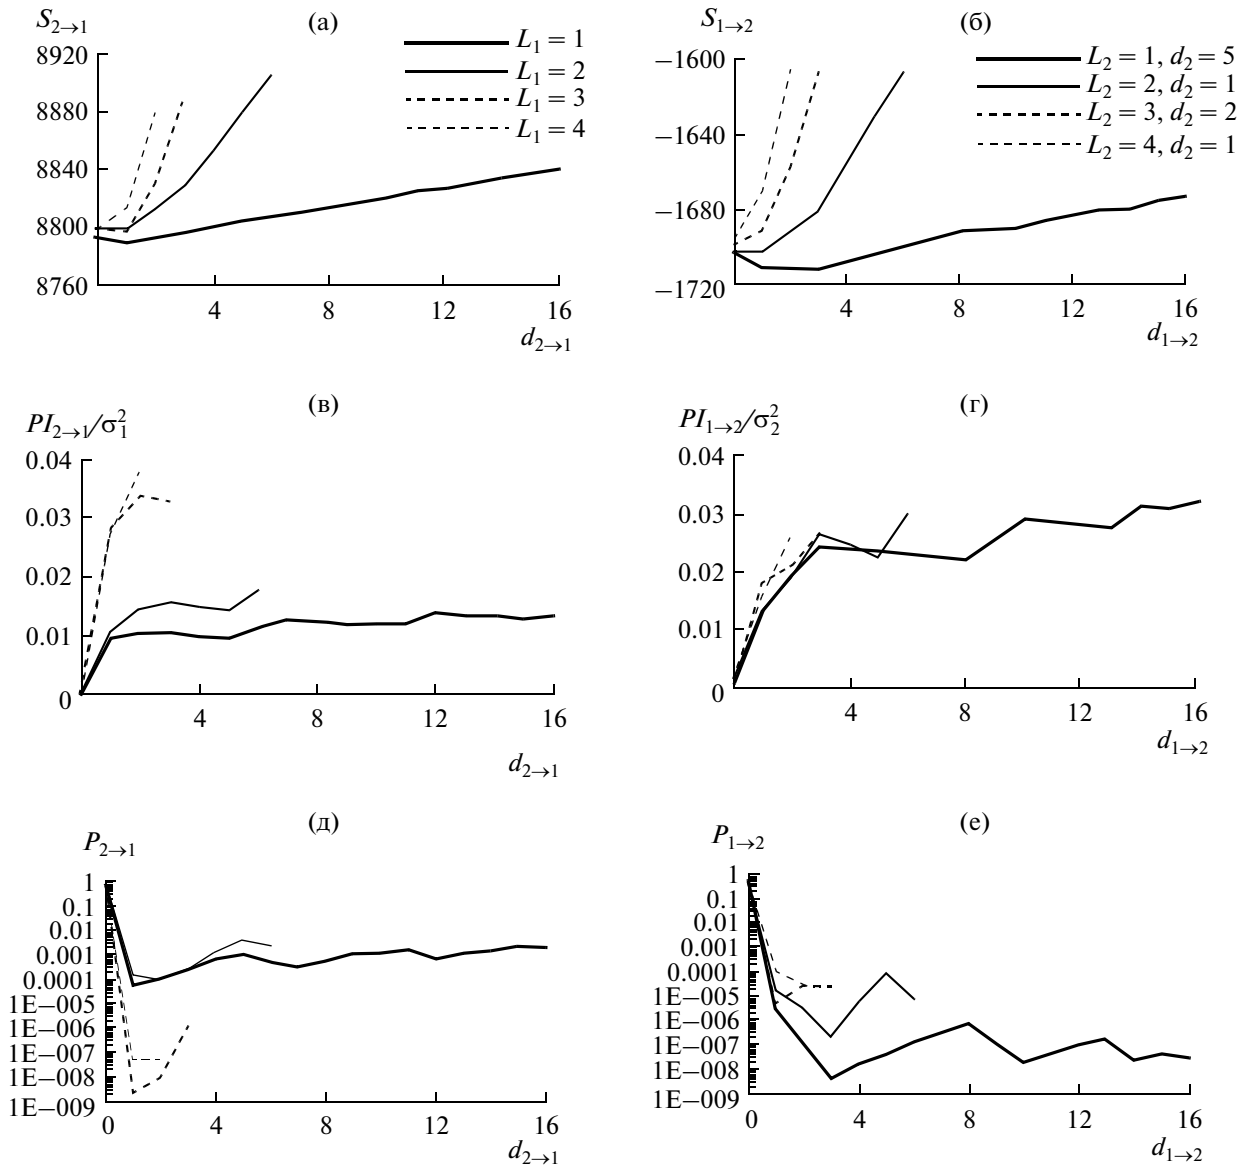 S2→1
(а)
8920
8880
8840
8800
8760
4
8
12
16
d2→1
L1 = 1
L1 = 2
L1 = 3
L1 = 4
S1→2
(б)
−1600
−1640
−1680
−1720
4
8
12
16
d1→2
L2 = 1, d2 = 5
L2 = 2, d2 = 1
L2 = 3, d2 = 2
L2 = 4, d2 = 1
(в)
PI2→1/σ1²
0.04
0.03
0.02
0.01
0
4
8
12
16
d2→1
(г)
PI1→2/σ2²
0.04
0.03
0.02
0.01
0
4
8
12
16
d1→2
(д)
P2→1
1
0.1
0.01
0.001
0.0001
1E−005
1E−006
1E−007
1E−008
1E−009
0
4
8
12
16
d2→1
(е)
P1→2
1
0.1
0.01
0.001
0.0001
1E−005
1E−006
1E−007
1E−008
1E−009
0
4
8
12
16
d1→2